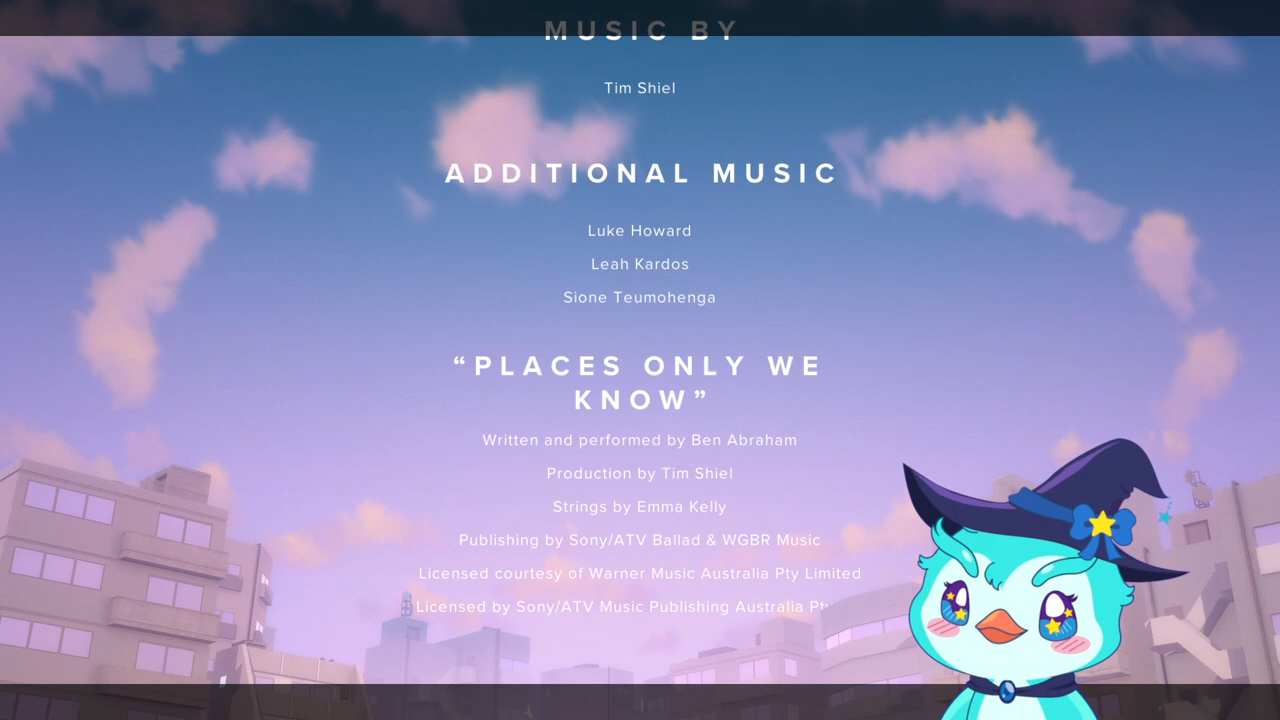 MUSIC BY
Tim Shiel
ADDITIONAL MUSIC
Luke Howard
Leah Kardos
Sione Teumohenga
“PLACES ONLY WE
KNOW”
Written and performed by Ben Abraham
Production by Tim Shiel
Strings by Emma Kelly
Publishing by Sony/ATV Ballad & WGBR Music
Licensed courtesy of Warner Music Australia Pty Limited
Licensed by Sony/ATV Music Publishing Australia Pty